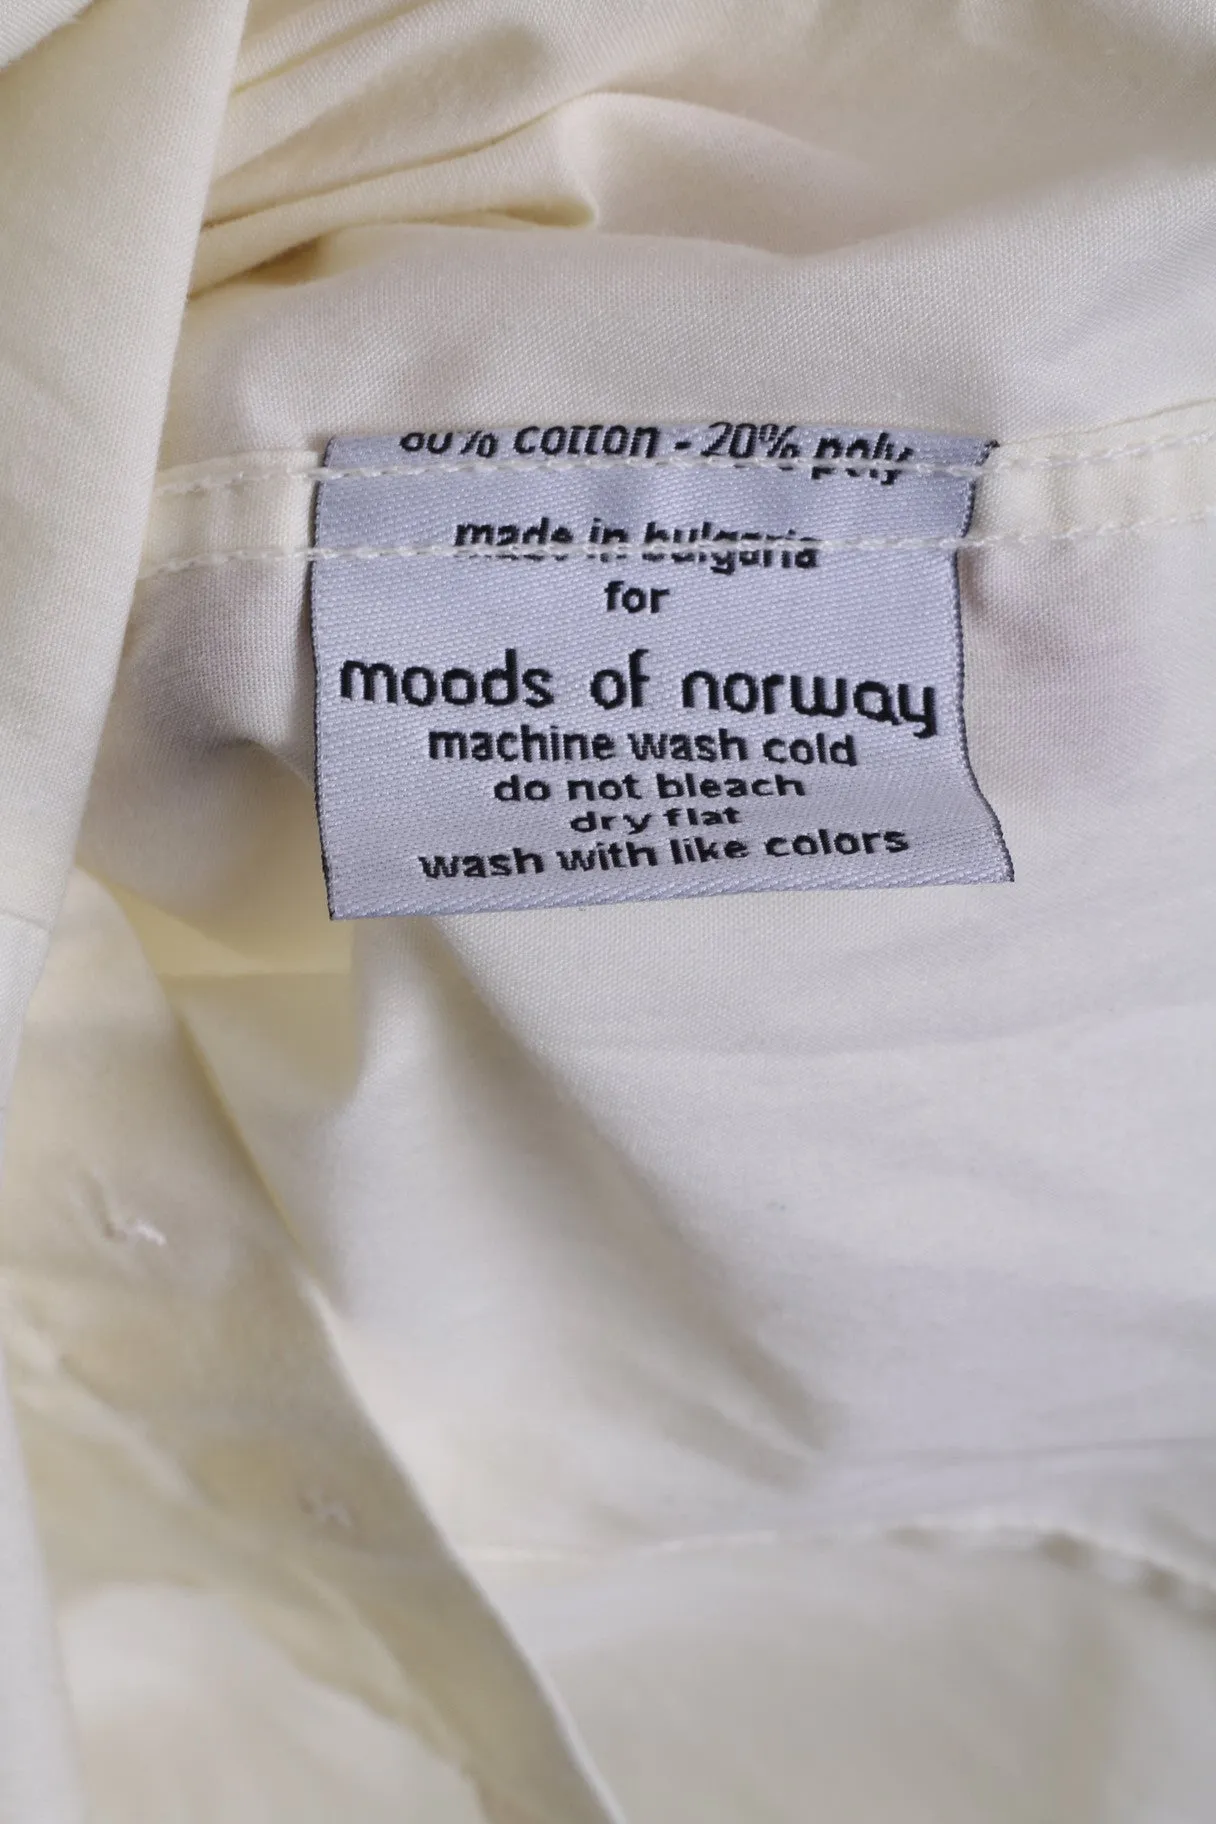 80% cotton - 20% poly
made in bulgaria
for
moods of norway
machine wash cold
do not bleach
dry flat
wash with like colors